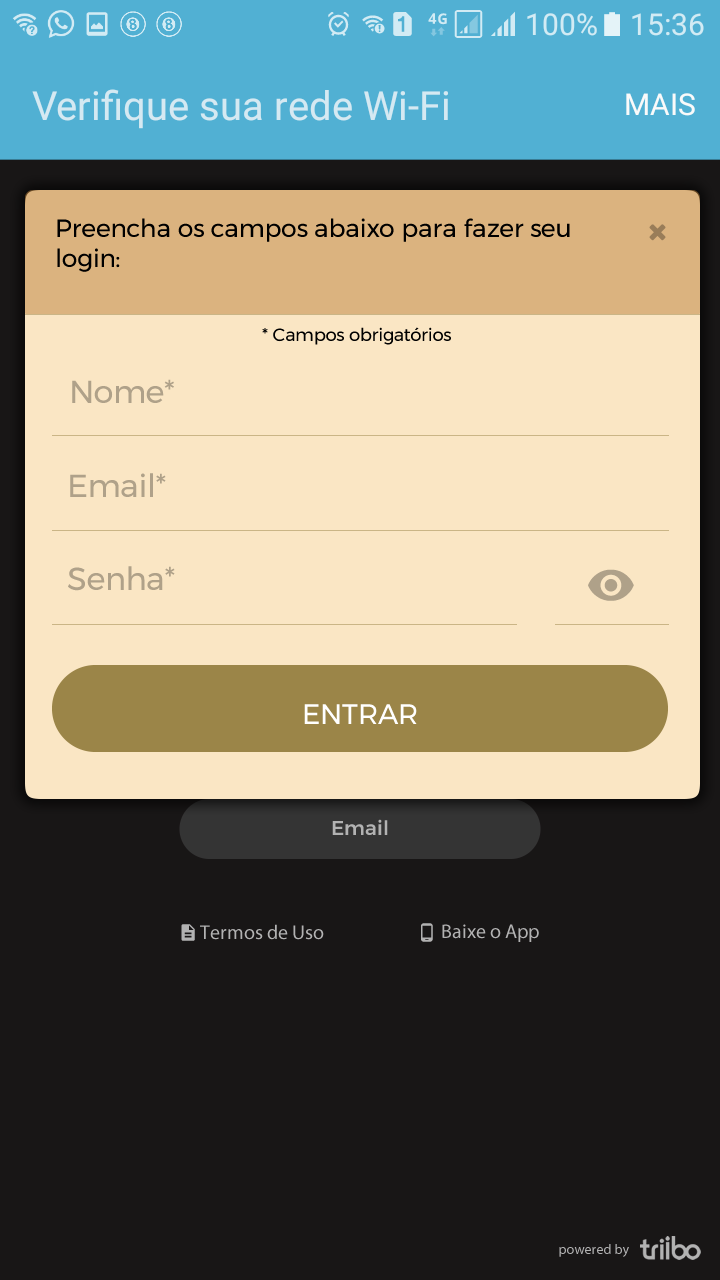 1 4G 100% 15:36
Verifique sua rede Wi-Fi MAIS
Preencha os campos abaixo para fazer seu
login:
* Campos obrigatórios
Nome*
Email*
Senha*
ENTRAR
Email
Termos de Uso Baixe o App
powered by triibo